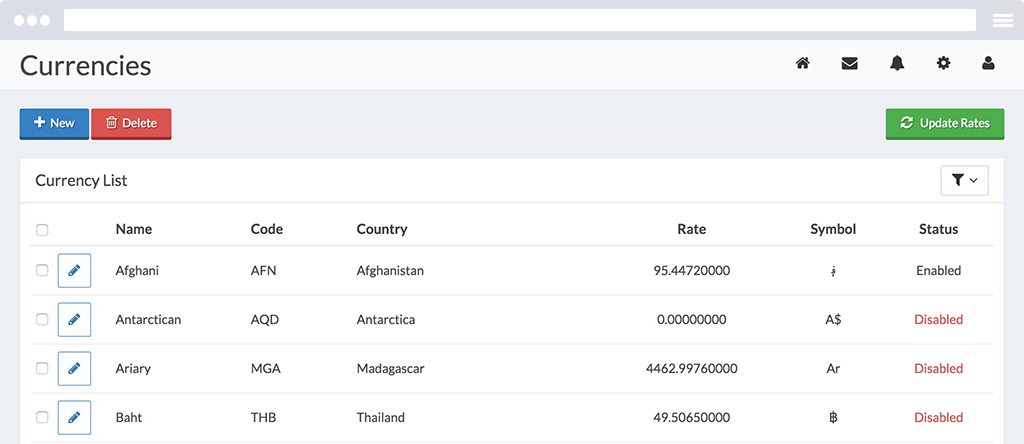 Currencies
New Delete Update Rates
Currency List
Name Code Country Rate Symbol Status
Afghani AFN Afghanistan 95.44720000 ؋ Enabled
Antarctican AQD Antarctica 0.00000000 A$ Disabled
Ariary MGA Madagascar 4462.99760000 Ar Disabled
Baht THB Thailand 49.50650000 ฿ Disabled